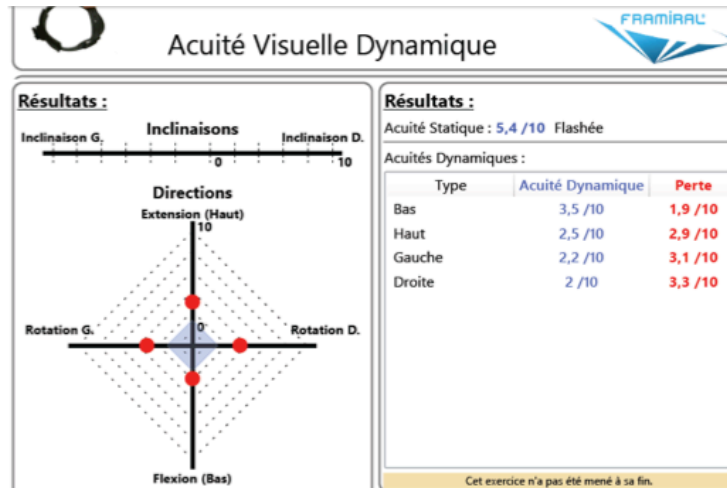 Acuité Visuelle Dynamique
FRAMIRAL®
Résultats :
Inclinaison G.
Inclinaisons
Inclinaison D.
0
10
Directions
Extension (Haut)
10
Rotation G.
0
Rotation D.
Flexion (Bas)
Résultats :
Acuité Statique : 5,4 /10 Flashée
Acuités Dynamiques :
Type Acuité Dynamique Perte
Bas 3,5 /10 1,9 /10
Haut 2,5 /10 2,9 /10
Gauche 2,2 /10 3,1 /10
Droite 2 /10 3,3 /10
Cet exercice n'a pas été mené à sa fin.